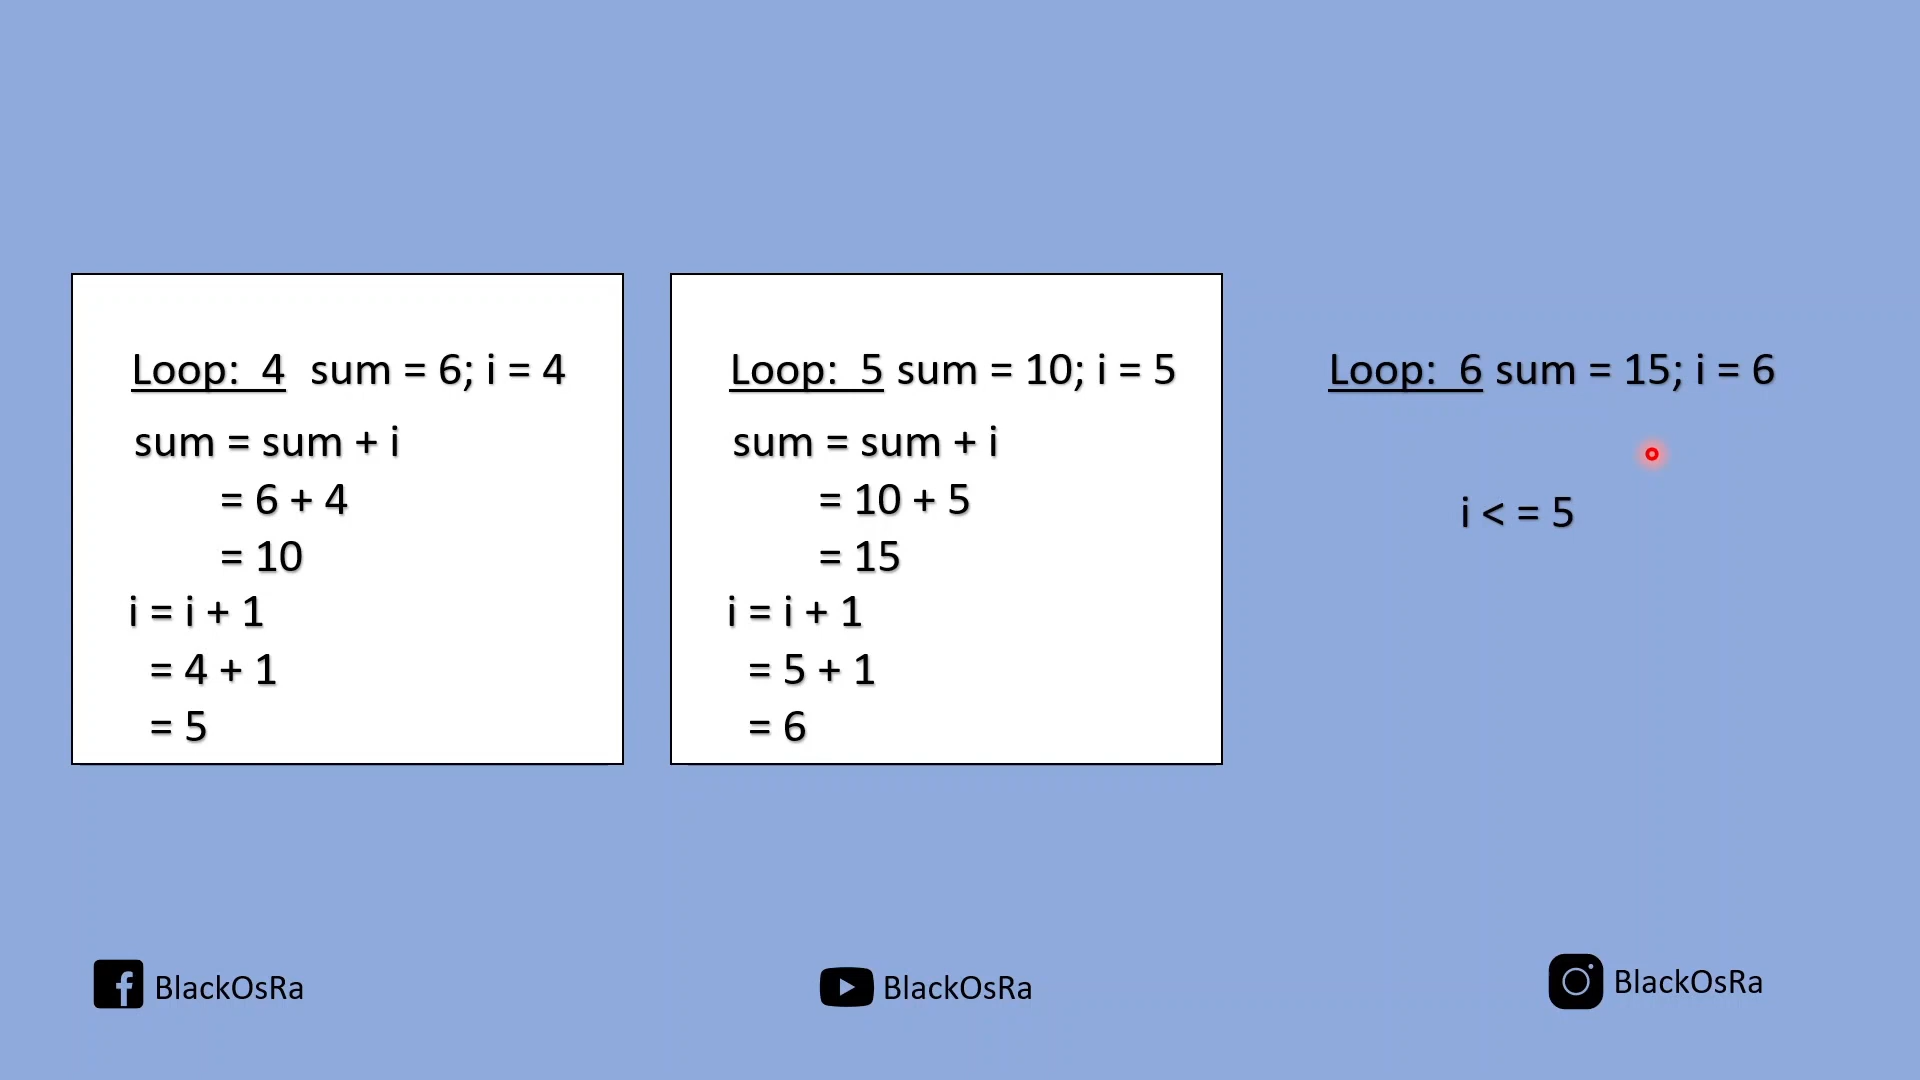 Loop:  4  sum = 6; i = 4
sum = sum + i
= 6 + 4
= 10
i = i + 1
= 4 + 1
= 5
Loop:  5 sum = 10; i = 5
sum = sum + i
= 10 + 5
= 15
i = i + 1
= 5 + 1
= 6
Loop:  6 sum = 15; i = 6
i < = 5
BlackOsRa
BlackOsRa
BlackOsRa